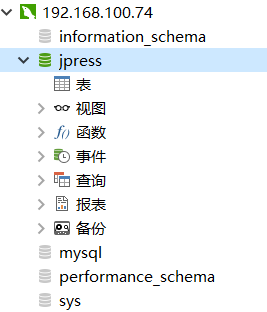 192.168.100.74
information_schema
jpress
表
视图
函数
事件
查询
报表
备份
mysql
performance_schema
sys